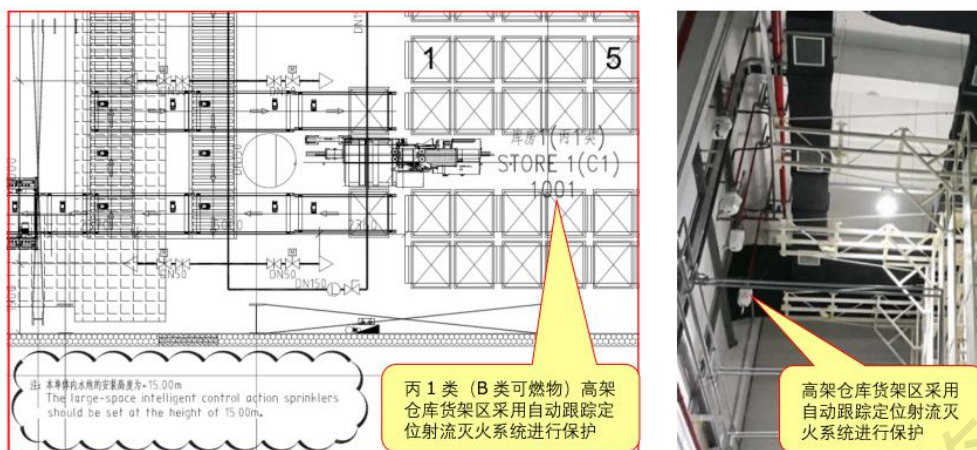 DN15
1
5
库房1(丙1类)
STORE 1(C1)
1001
DN50
DN50
DN150
注: 本单体内水炮的安装高度为+15.00m
The large-space intelligent control action sprinklers
should be set at the height of 15.00m.
丙 1 类（B 类可燃物）高架
仓库货架区采用自动跟踪定
位射流灭火系统进行保护
高架仓库货架区采用
自动跟踪定位射流灭
火系统进行保护